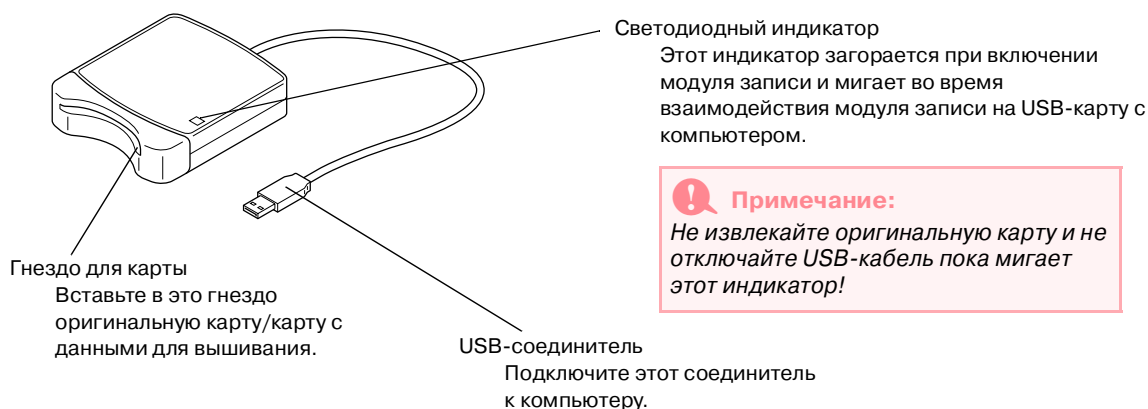 Светодиодный индикатор
Этот индикатор загорается при включении
модуля записи и мигает во время
взаимодействия модуля записи на USB-карту с
компьютером.
Примечание:
Не извлекайте оригинальную карту и не
отключайте USB-кабель пока мигает
этот индикатор!
Гнездо для карты
Вставьте в это гнездо
оригинальную карту/карту с
данными для вышивания.
USB-соединитель
Подключите этот соединитель
к компьютеру.